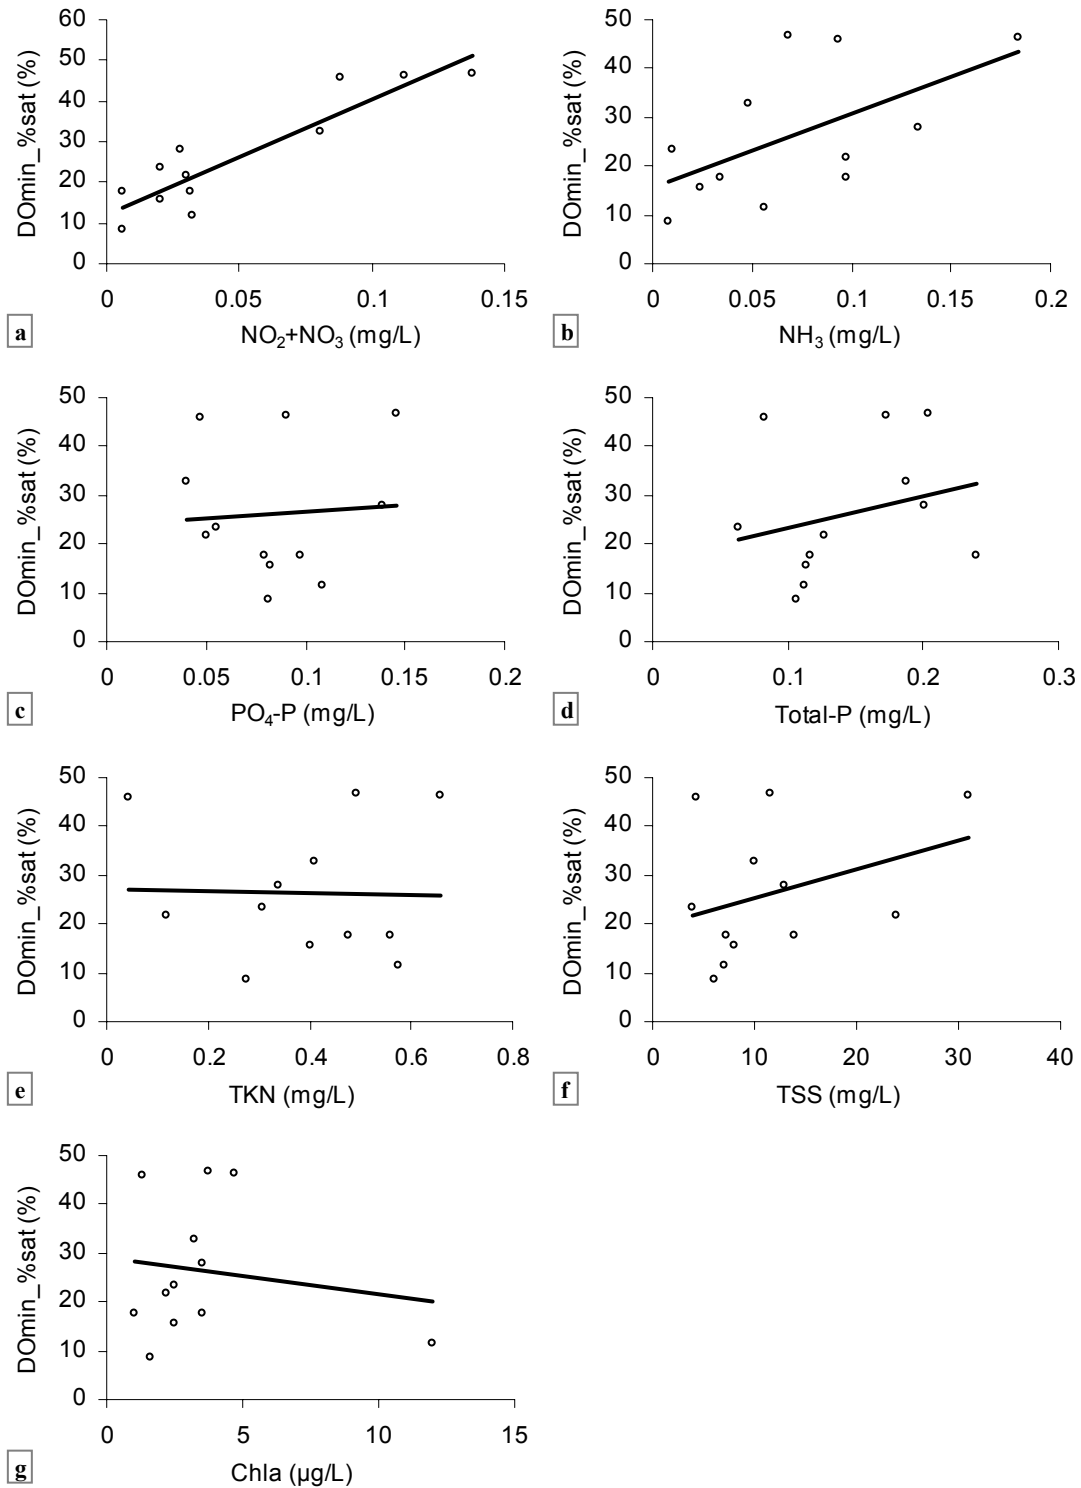 60
50
40
30
20
10
0
DOmin_%sat (%)
0 0.05 0.1 0.15
NO2+NO3 (mg/L)
a
50
40
30
20
10
0
DOmin_%sat (%)
0 0.05 0.1 0.15 0.2
NH3 (mg/L)
b
50
40
30
20
10
0
DOmin_%sat (%)
0 0.05 0.1 0.15 0.2
PO4-P (mg/L)
c
50
40
30
20
10
0
DOmin_%sat (%)
0 0.1 0.2 0.3
Total-P (mg/L)
d
50
40
30
20
10
0
DOmin_%sat (%)
0 0.2 0.4 0.6 0.8
TKN (mg/L)
e
50
40
30
20
10
0
DOmin_%sat (%)
0 10 20 30 40
TSS (mg/L)
f
50
40
30
20
10
0
DOmin_%sat (%)
0 5 10 15
Chla (µg/L)
g